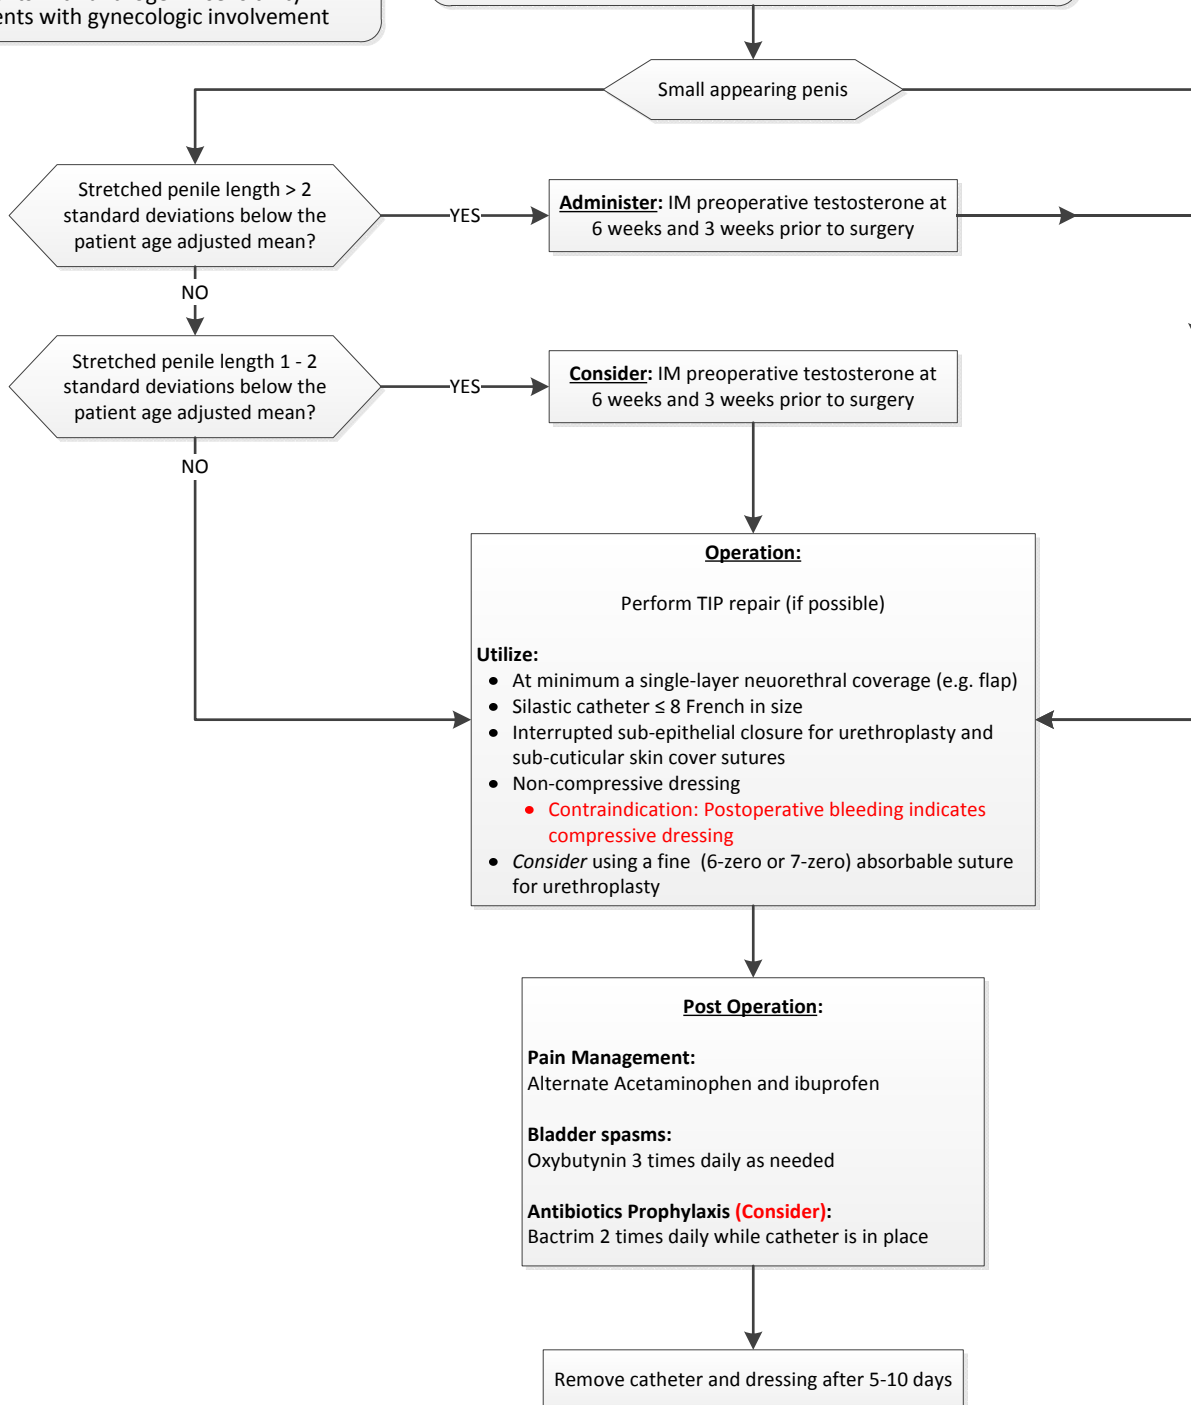 ents with gynecologic involvement
Small appearing penis
Stretched penile length > 2
standard deviations below the
patient age adjusted mean?
YES
Administer: IM preoperative testosterone at
6 weeks and 3 weeks prior to surgery
NO
Stretched penile length 1 - 2
standard deviations below the
patient age adjusted mean?
YES
Consider: IM preoperative testosterone at
6 weeks and 3 weeks prior to surgery
NO
Operation:
Perform TIP repair (if possible)
Utilize:
• At minimum a single-layer neuorethral coverage (e.g. flap)
• Silastic catheter ≤ 8 French in size
• Interrupted sub-epithelial closure for urethroplasty and
sub-cuticular skin cover sutures
• Non-compressive dressing
• Contraindication: Postoperative bleeding indicates
compressive dressing
• Consider using a fine (6-zero or 7-zero) absorbable suture
for urethroplasty
Post Operation:
Pain Management:
Alternate Acetaminophen and ibuprofen
Bladder spasms:
Oxybutynin 3 times daily as needed
Antibiotics Prophylaxis (Consider):
Bactrim 2 times daily while catheter is in place
Remove catheter and dressing after 5-10 days